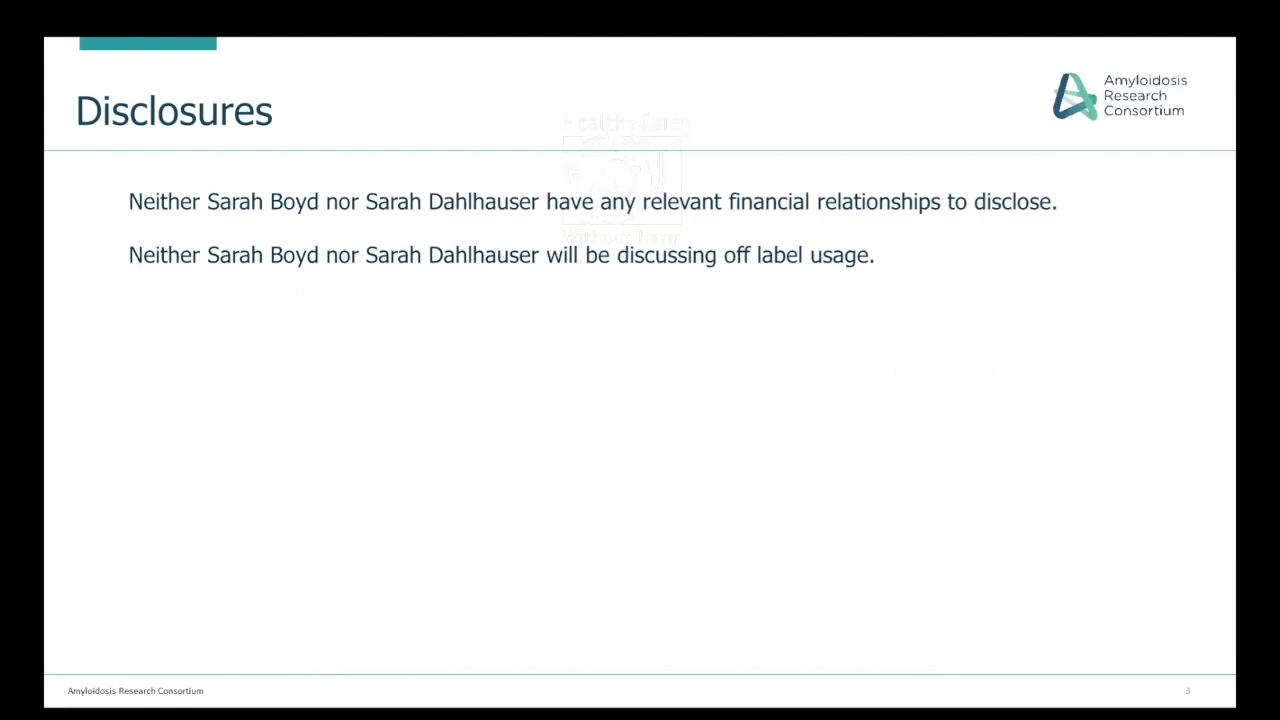 Disclosures
Amyloidosis
Research
Consortium
Neither Sarah Boyd nor Sarah Dahlhauser have any relevant financial relationships to disclose.
Neither Sarah Boyd nor Sarah Dahlhauser will be discussing off label usage.
Amyloidosis Research Consortium
3